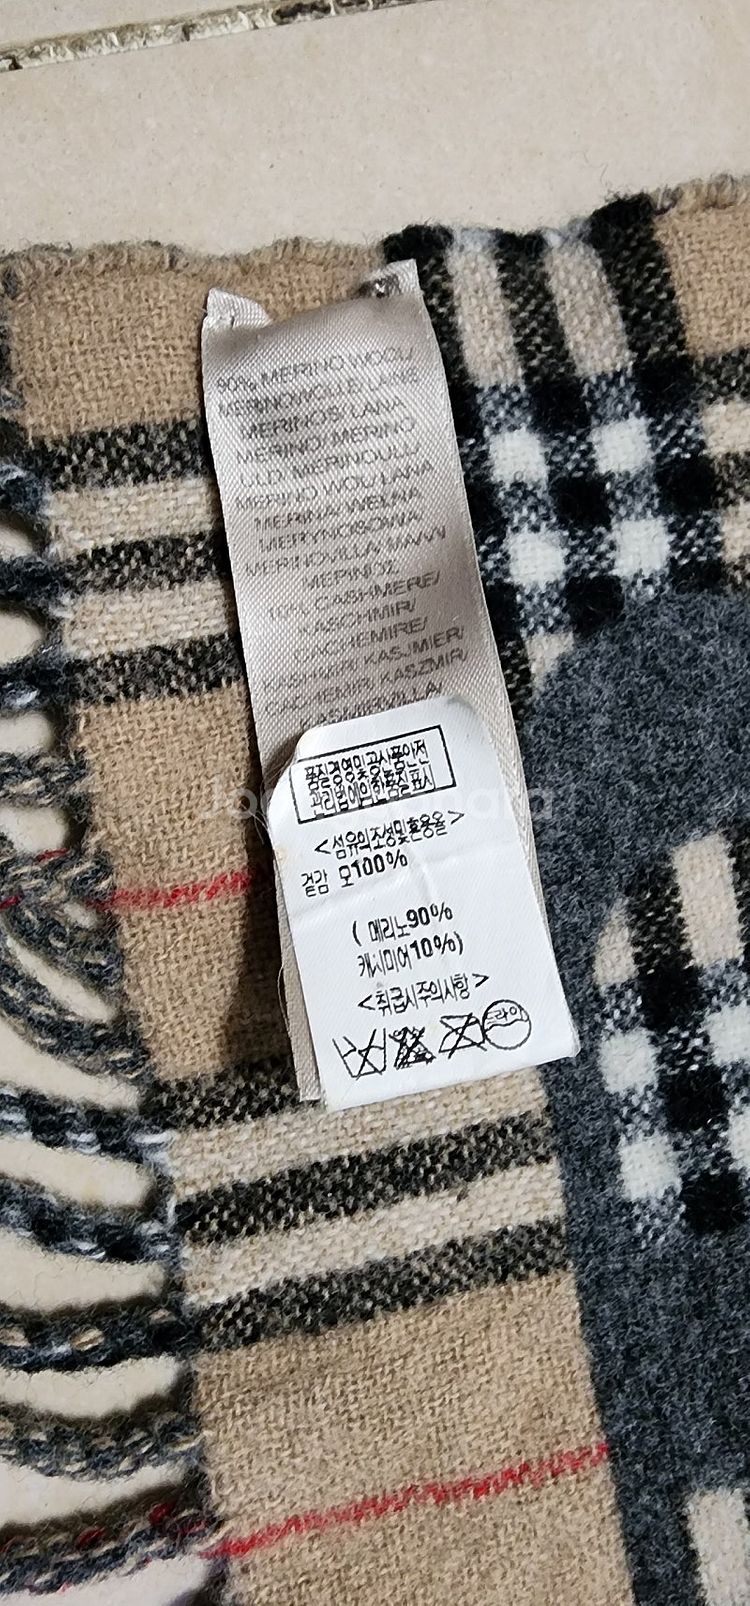 90% MERINO WOOL/
MERINOWOLLE/ LAINE
MERINOS/ LANA
MERINO/ MERINO
ULD. MERINOULL/
MERINO WOL/ LANA
MERINA/ WEŁNA
MERYNOSOWA
MERINOVILLA/
10% CASHMERE/
KASCHMIR/
CACHEMIRE/
KASHMIR/ KASJMIER/
CACHEMIR/ KASZMIR/
KASMIRVILLA/
품질경영및공산품안전
관리법에의한품질표시
<섬유의조성및혼용율>
겉감 모100%
( 메리노90%
캐시미어10%)
<취급시주의사항>
드라이